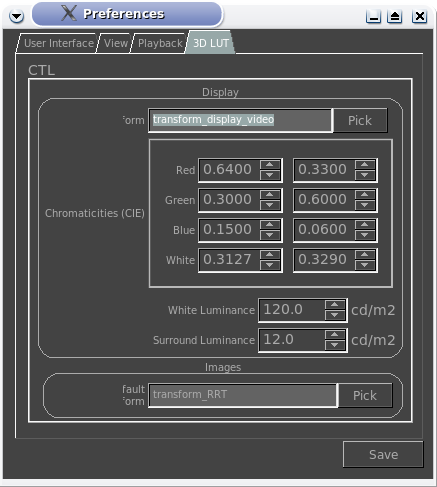 Preferences
User Interface View Playback 3D LUT
CTL
Display
form transform_display_video Pick
Chromaticities (CIE)
Red 0.6400 0.3300
Green 0.3000 0.6000
Blue 0.1500 0.0600
White 0.3127 0.3290
White Luminance 120.0 cd/m2
Surround Luminance 12.0 cd/m2
Images
fault
form transform_RRT Pick
Save